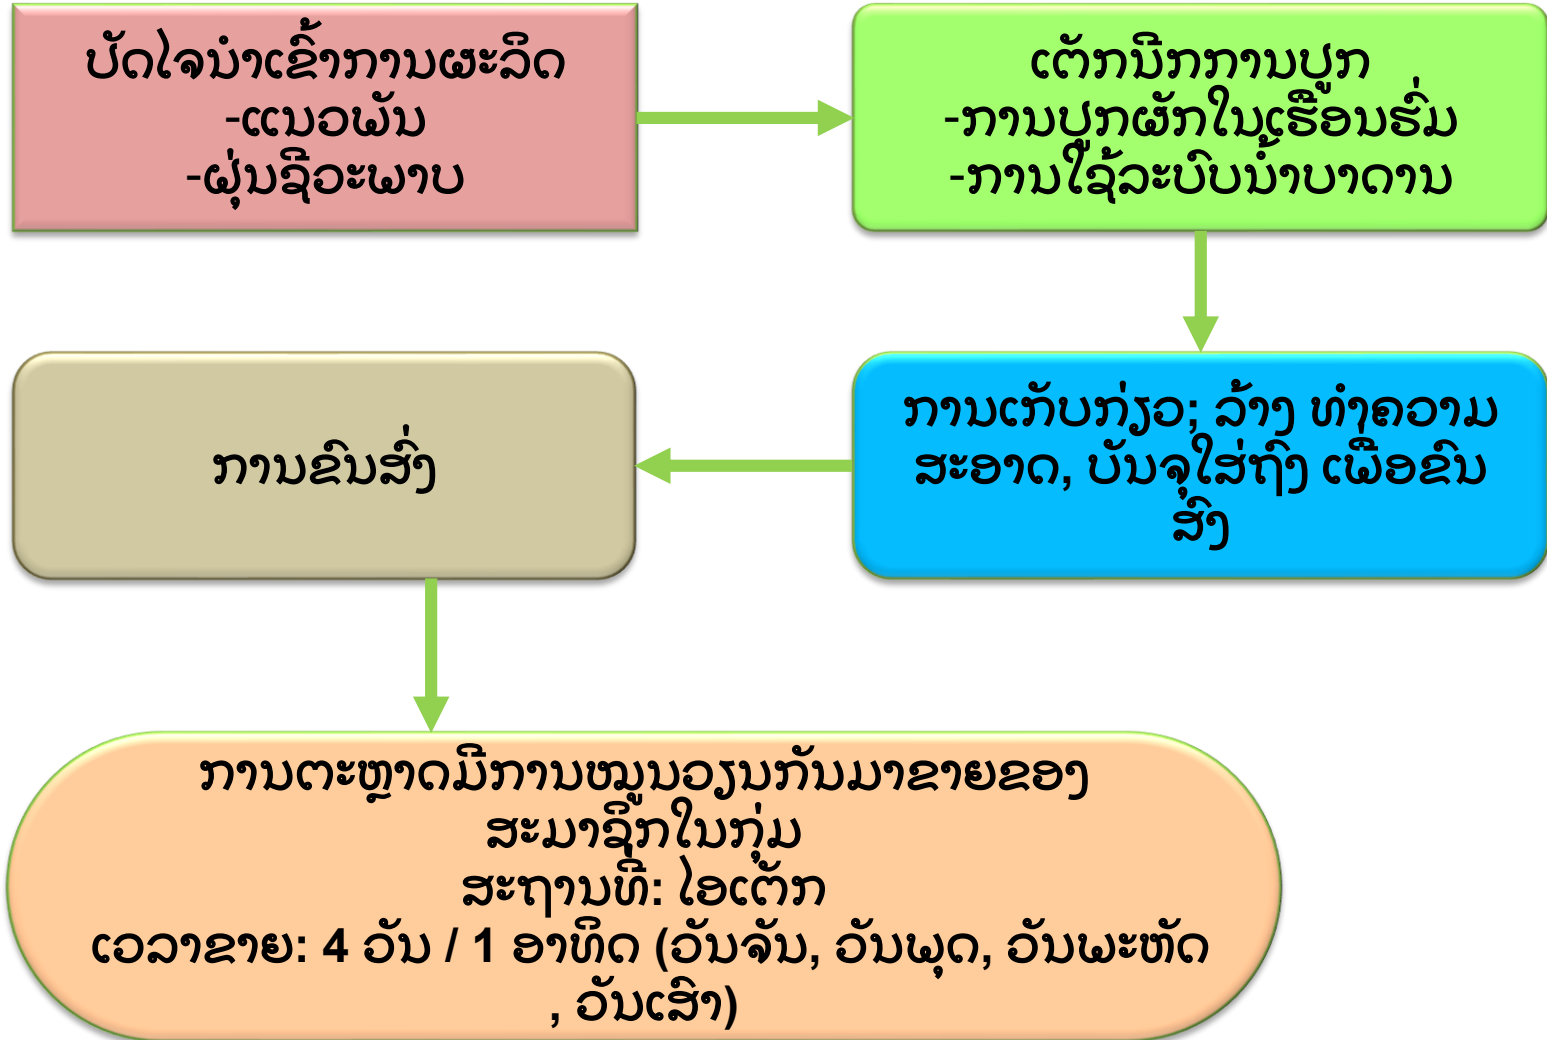 ປັດໄຈນຳເຂົ້າການຜະລິດ
-ແນວພັນ
-ຝຸ່ນຊີວະພາບ
ເຕັກນີກການປູກ
-ການປູກຜັກໃນເຮືອນຮົ່ມ
-ການໃຊ້ລະບົບນ້ຳບາດານ
ການເກັບກ່ຽວ; ລ້າງ ທຳຄວາມ
ສະອາດ, ບັນຈຸໃສ່ຖົງ ເພື່ອຂົນ
ສົ່ງ
ການຂົນສົ່ງ
ການຕະຫຼາດມີການໝູນວຽນກັນມາຂາຍຂອງ
ສະມາຊິກໃນກຸ່ມ
ສະຖານທີ່: ໄອເຕັກ
ເວລາຂາຍ: 4 ວັນ / 1 ອາທິດ (ວັນຈັນ, ວັນພຸດ, ວັນພະຫັດ
, ວັນເສົາ)